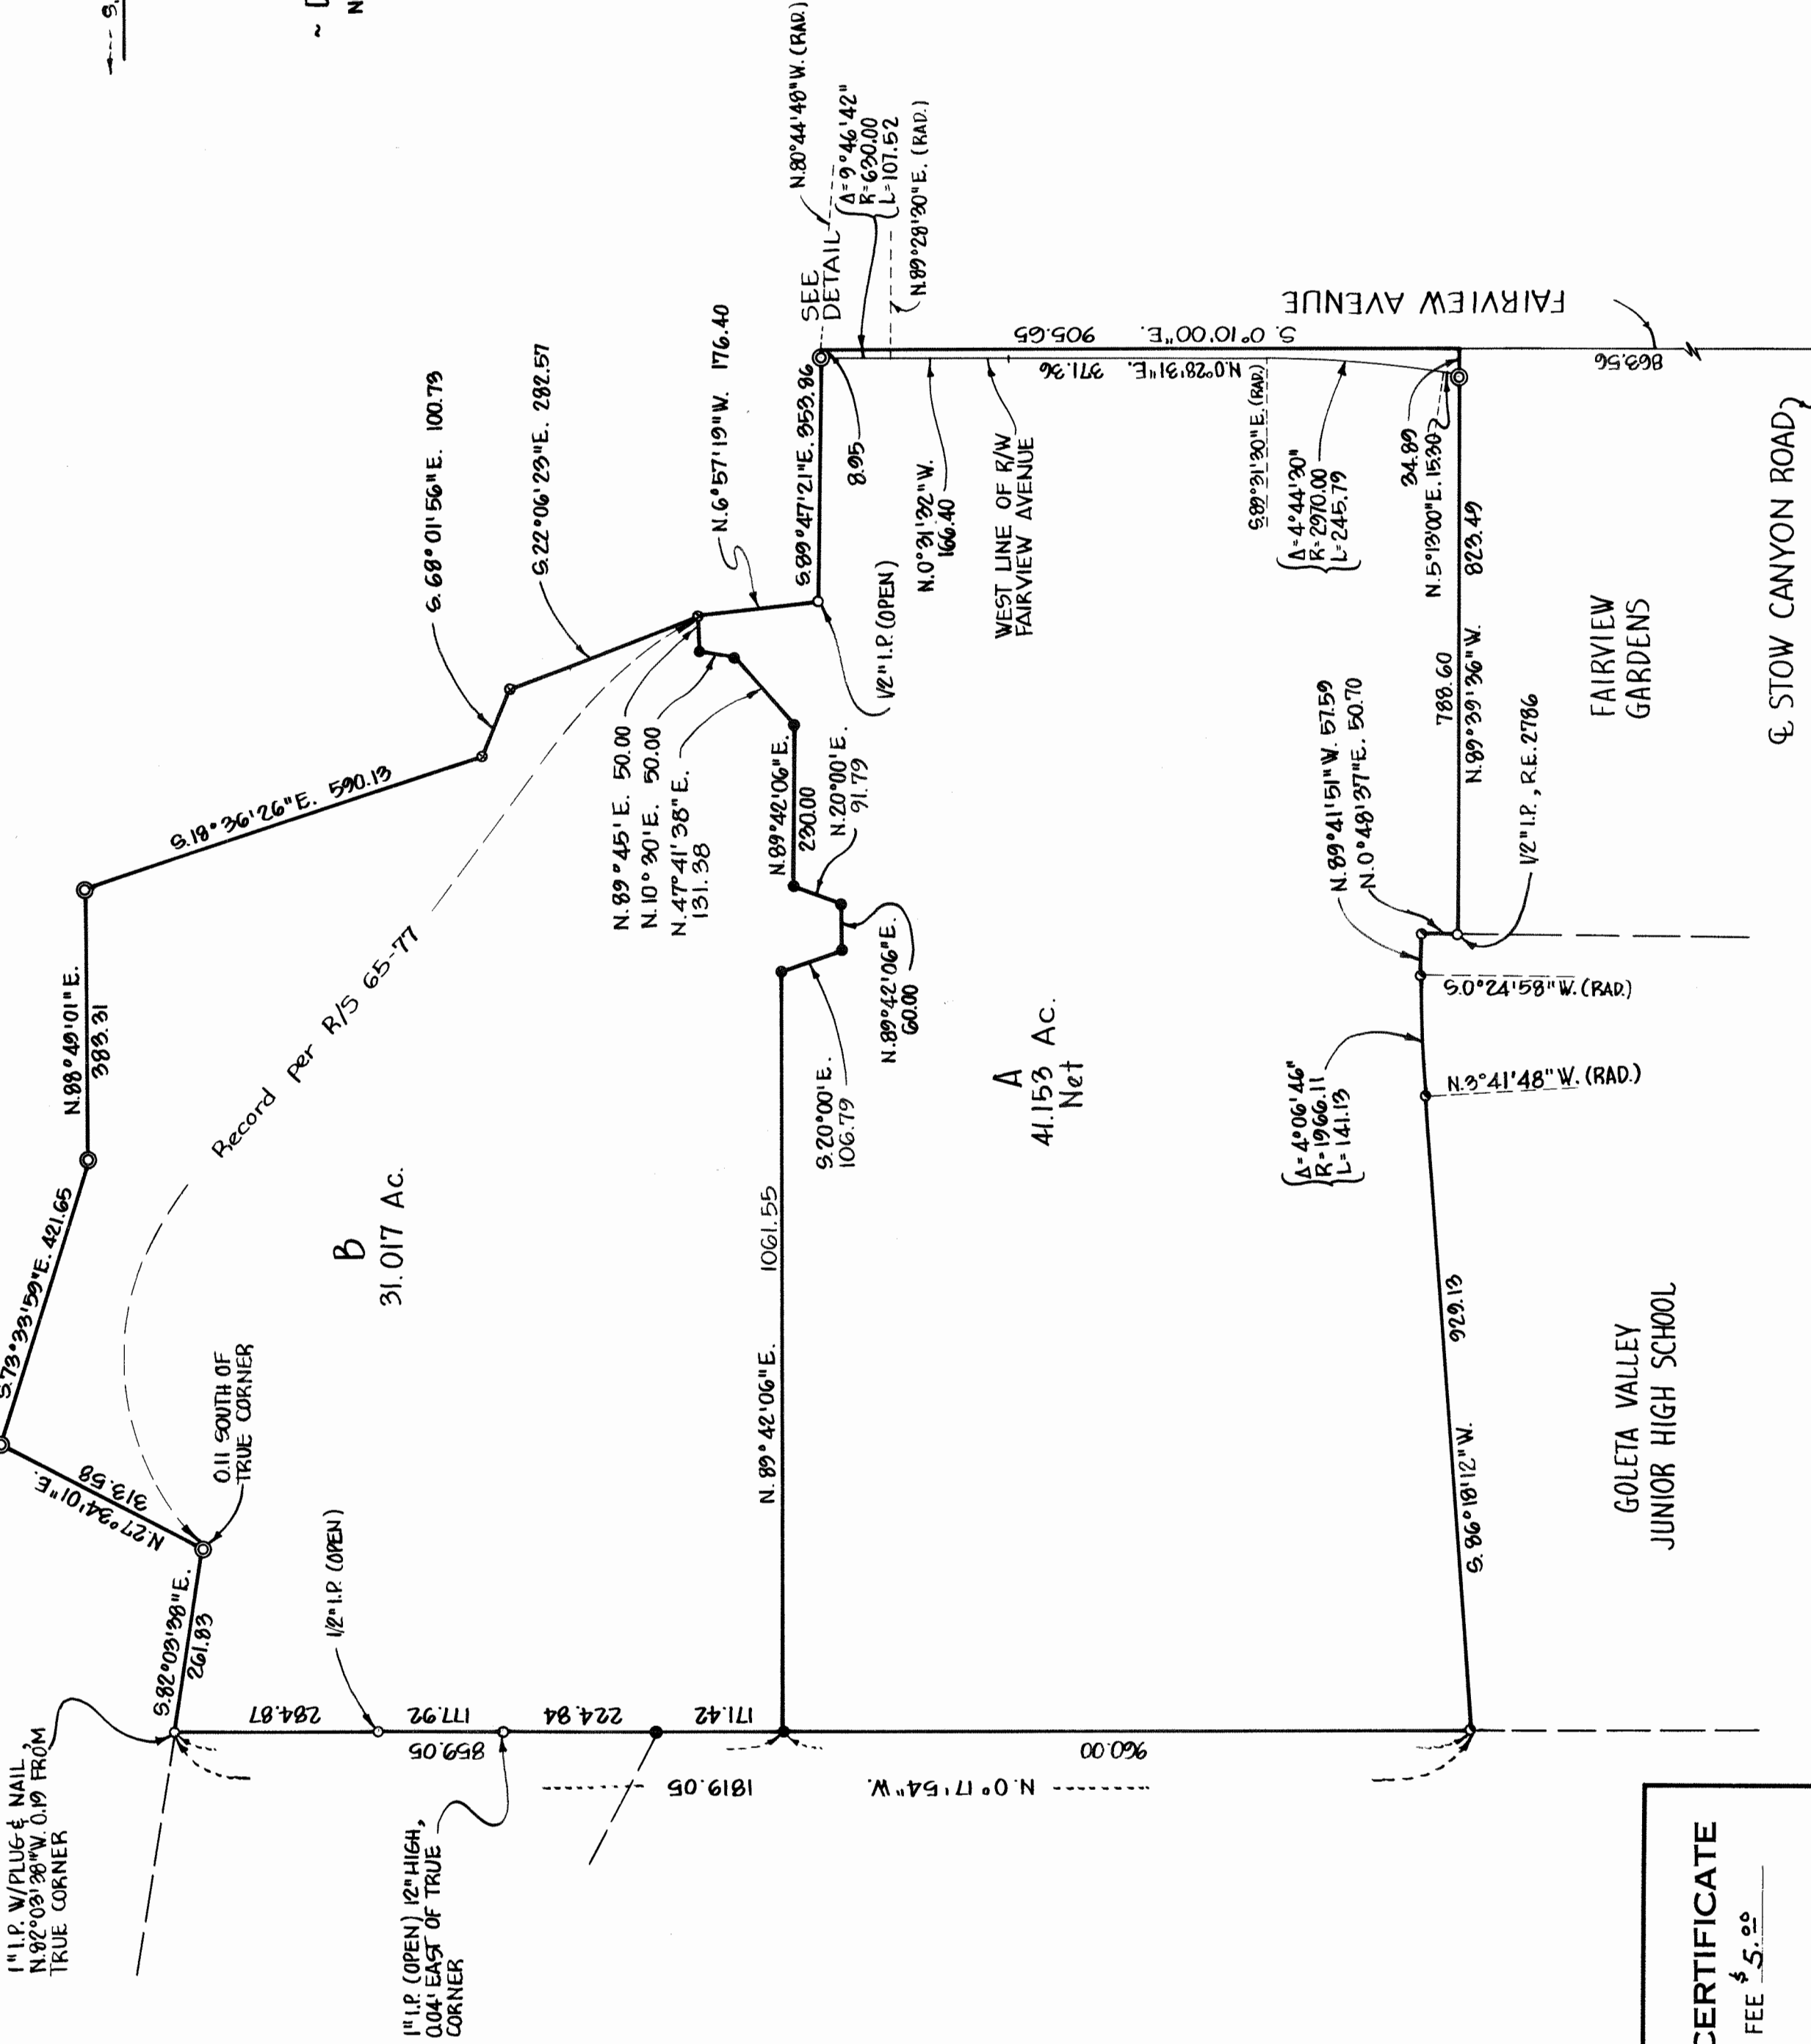 1" I.P. W/PLUG & NAIL,
N.82°03'38"W. 0.19 FROM
TRUE CORNER
S.82°03'38"E.
261.83
N.27°34'01"E.
313.58
0.11 SOUTH OF
TRUE CORNER
S.73°33'59"E. 421.65
N.88°49'01"E.
383.31
S.18°36'26"E. 590.13
S.68°01'56"E. 100.73
S.22°06'23"E. 282.57
N.6°57'19"W. 176.40
Record per R/S 65-77
B
31.017 Ac.
1/2" I.P. (OPEN)
284.87
177.92
224.84
171.42
859.05
1" I.P. (OPEN) 12" HIGH,
0.04' EAST OF TRUE
CORNER
N.0°17'54"W. 1819.05
960.00
N.89°42'06"E. 1061.55
S.20°00'E.
106.79
N.89°42'06"E.
60.00
N.20°00'E.
91.79
N.89°42'06"E.
230.00
N.89°45'E. 50.00
N.10°30'E. 50.00
N.47°41'38"E.
131.38
1/2" I.P. (OPEN)
S.89°47'21"E. 353.86
SEE
DETAIL
N.80°44'48"W. (RAD.)
Δ=9°46'42"
R=630.00
L=107.52
N.89°28'30"E. (RAD.)
8.95
N.0°31'32"W.
166.40
WEST LINE OF R/W
FAIRVIEW AVENUE
S.0°10'00"E. 905.65
N.0°28'31"E. 371.36
FAIRVIEW AVENUE
863.56
S.89°31'30"E. (RAD.)
Δ=4°44'30"
R=2970.00
L=245.79
34.89
N.5°13'00"E. 15.30
A
41.153 Ac.
Net
788.60
N.89°39'36"W. 823.49
N.89°41'51"W. 57.59
N.0°48'37"E. 50.70
1/2" I.P., R.E. 2786
S.0°24'58"W. (RAD.)
Δ=4°06'46"
R=1966.11
L=141.13
N.3°41'48"W. (RAD.)
S.86°18'12"W. 929.13
FAIRVIEW
GARDENS
GOLETA VALLEY
JUNIOR HIGH SCHOOL
℄ STOW CANYON ROAD
CERTIFICATE
FEE $ 5.00